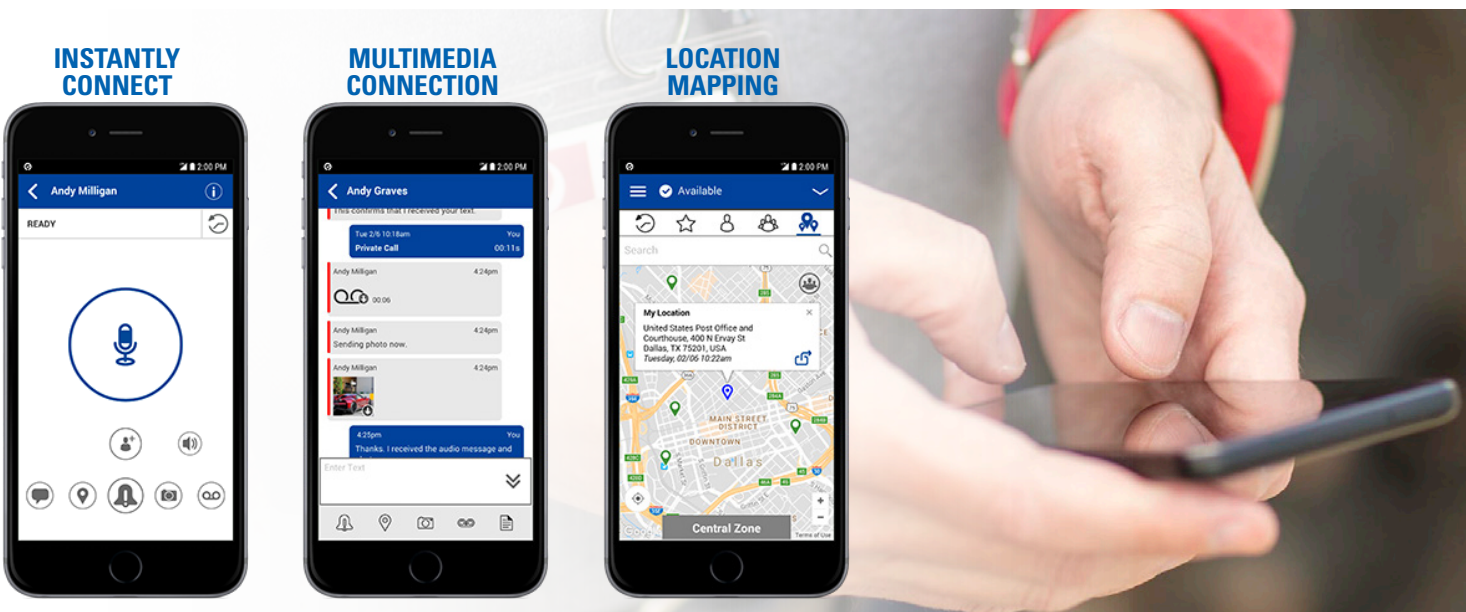 INSTANTLY
CONNECT
2:00 PM
Andy Milligan
READY
MULTIMEDIA
CONNECTION
2:00 PM
Andy Graves
This confirms that I received your text.
Tue 2/6 10:18am You
Private Call 00:11s
Andy Milligan 4:24pm
00:06
Andy Milligan 4:24pm
Sending photo now.
Andy Milligan 4:24pm
4:25pm You
Thanks. I received the audio message and
Enter Text
LOCATION
MAPPING
2:00 PM
Available
Search
My Location
United States Post Office and
Courthouse, 400 N Ervay St
Dallas, TX 75201, USA
Tuesday, 02/06 10:22am
MAIN STREET
DISTRICT
DOWNTOWN
Dallas
Central Zone
Terms of Use